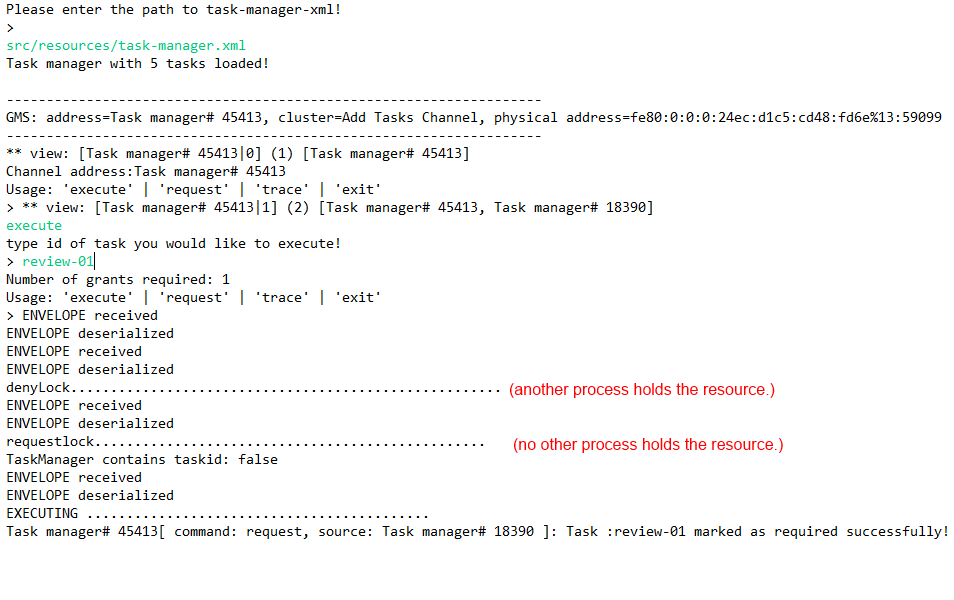 Please enter the path to task-manager-xml!
>
src/resources/task-manager.xml
Task manager with 5 tasks loaded!
-------------------------------------------------------------------
GMS: address=Task manager# 45413, cluster=Add Tasks Channel, physical address=fe80:0:0:0:24ec:d1c5:cd48:fd6e%13:59099
-------------------------------------------------------------------
** view: [Task manager# 45413|0] (1) [Task manager# 45413]
Channel address:Task manager# 45413
Usage: 'execute' | 'request' | 'trace' | 'exit'
> ** view: [Task manager# 45413|1] (2) [Task manager# 45413, Task manager# 18390]
execute
type id of task you would like to execute!
> review-01
Number of grants required: 1
Usage: 'execute' | 'request' | 'trace' | 'exit'
> ENVELOPE received
ENVELOPE deserialized
ENVELOPE received
ENVELOPE deserialized
denyLock...................................................... (another process holds the resource.)
ENVELOPE received
ENVELOPE deserialized
requestlock................................................. (no other process holds the resource.)
TaskManager contains taskid: false
ENVELOPE received
ENVELOPE deserialized
EXECUTING ...........................................
Task manager# 45413[ command: request, source: Task manager# 18390 ]: Task :review-01 marked as required successfully!